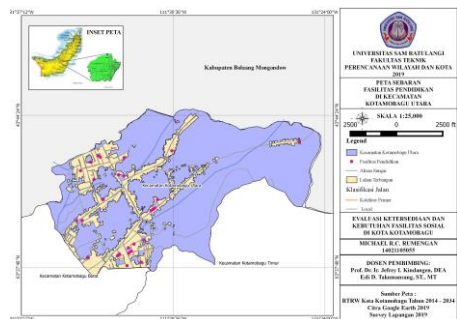 INSET PETA
Kabupaten Bolaang Mongondow
Kecamatan Kotamobagu Utara
Kecamatan Kotamobagu Timur
Kecamatan Kotamobagu Barat
UNIVERSITAS SAM RATULANGI
FAKULTAS TEKNIK
PERENCANAAN WILAYAH DAN KOTA
2019
PETA SEBARAN
FASILITAS PENDIDIKAN
DI KECAMATAN
KOTAMOBAGU UTARA
SKALA 1:25,000
2500 0 2500 ft
Legend
Kecamatan Kotamobagu Utara
Fasilitas Pendidikan
Aliran Sungai
Lahan Terbangun
Klasifikasi Jalan
Kolektor Primer
Lokal
EVALUASI KETERSEDIAAN DAN
KEBUTUHAN FASILITAS SOSIAL
DI KOTA KOTAMOBAGU
MICHAEL R.C. RUMENGAN
14021105055
DOSEN PEMBIMBING:
Prof. Dr. Ir. Jefrey I. Kindangen, DEA
Esli D. Takumansang, ST., MT
Sumber Peta :
RTRW Kota Kotamobagu Tahun 2014 - 2034
Citra Google Earth 2019
Survey Lapangan 2019